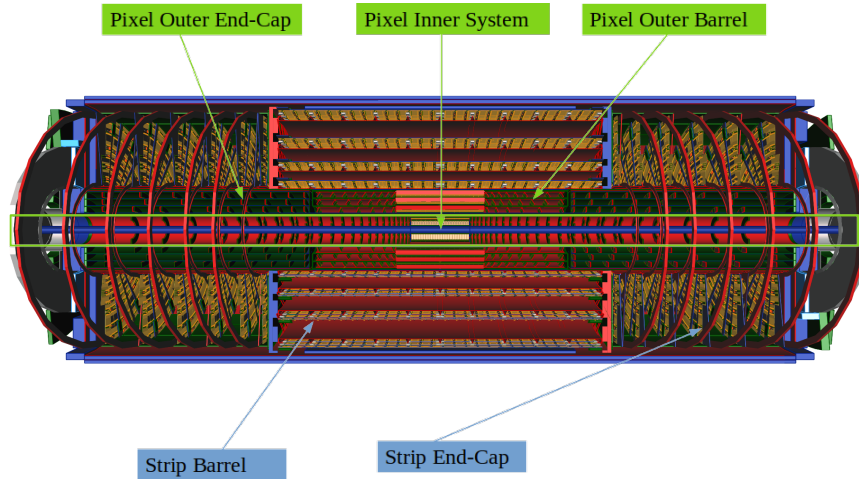 Pixel Outer End-Cap
Pixel Inner System
Pixel Outer Barrel
Strip Barrel
Strip End-Cap